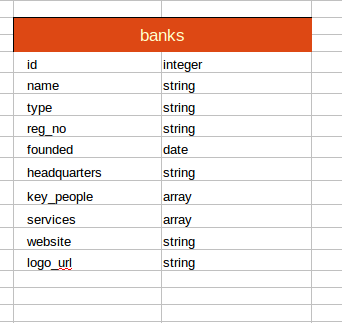 banks
id integer
name string
type string
reg_no string
founded date
headquarters string
key_people array
services array
website string
logo_url string